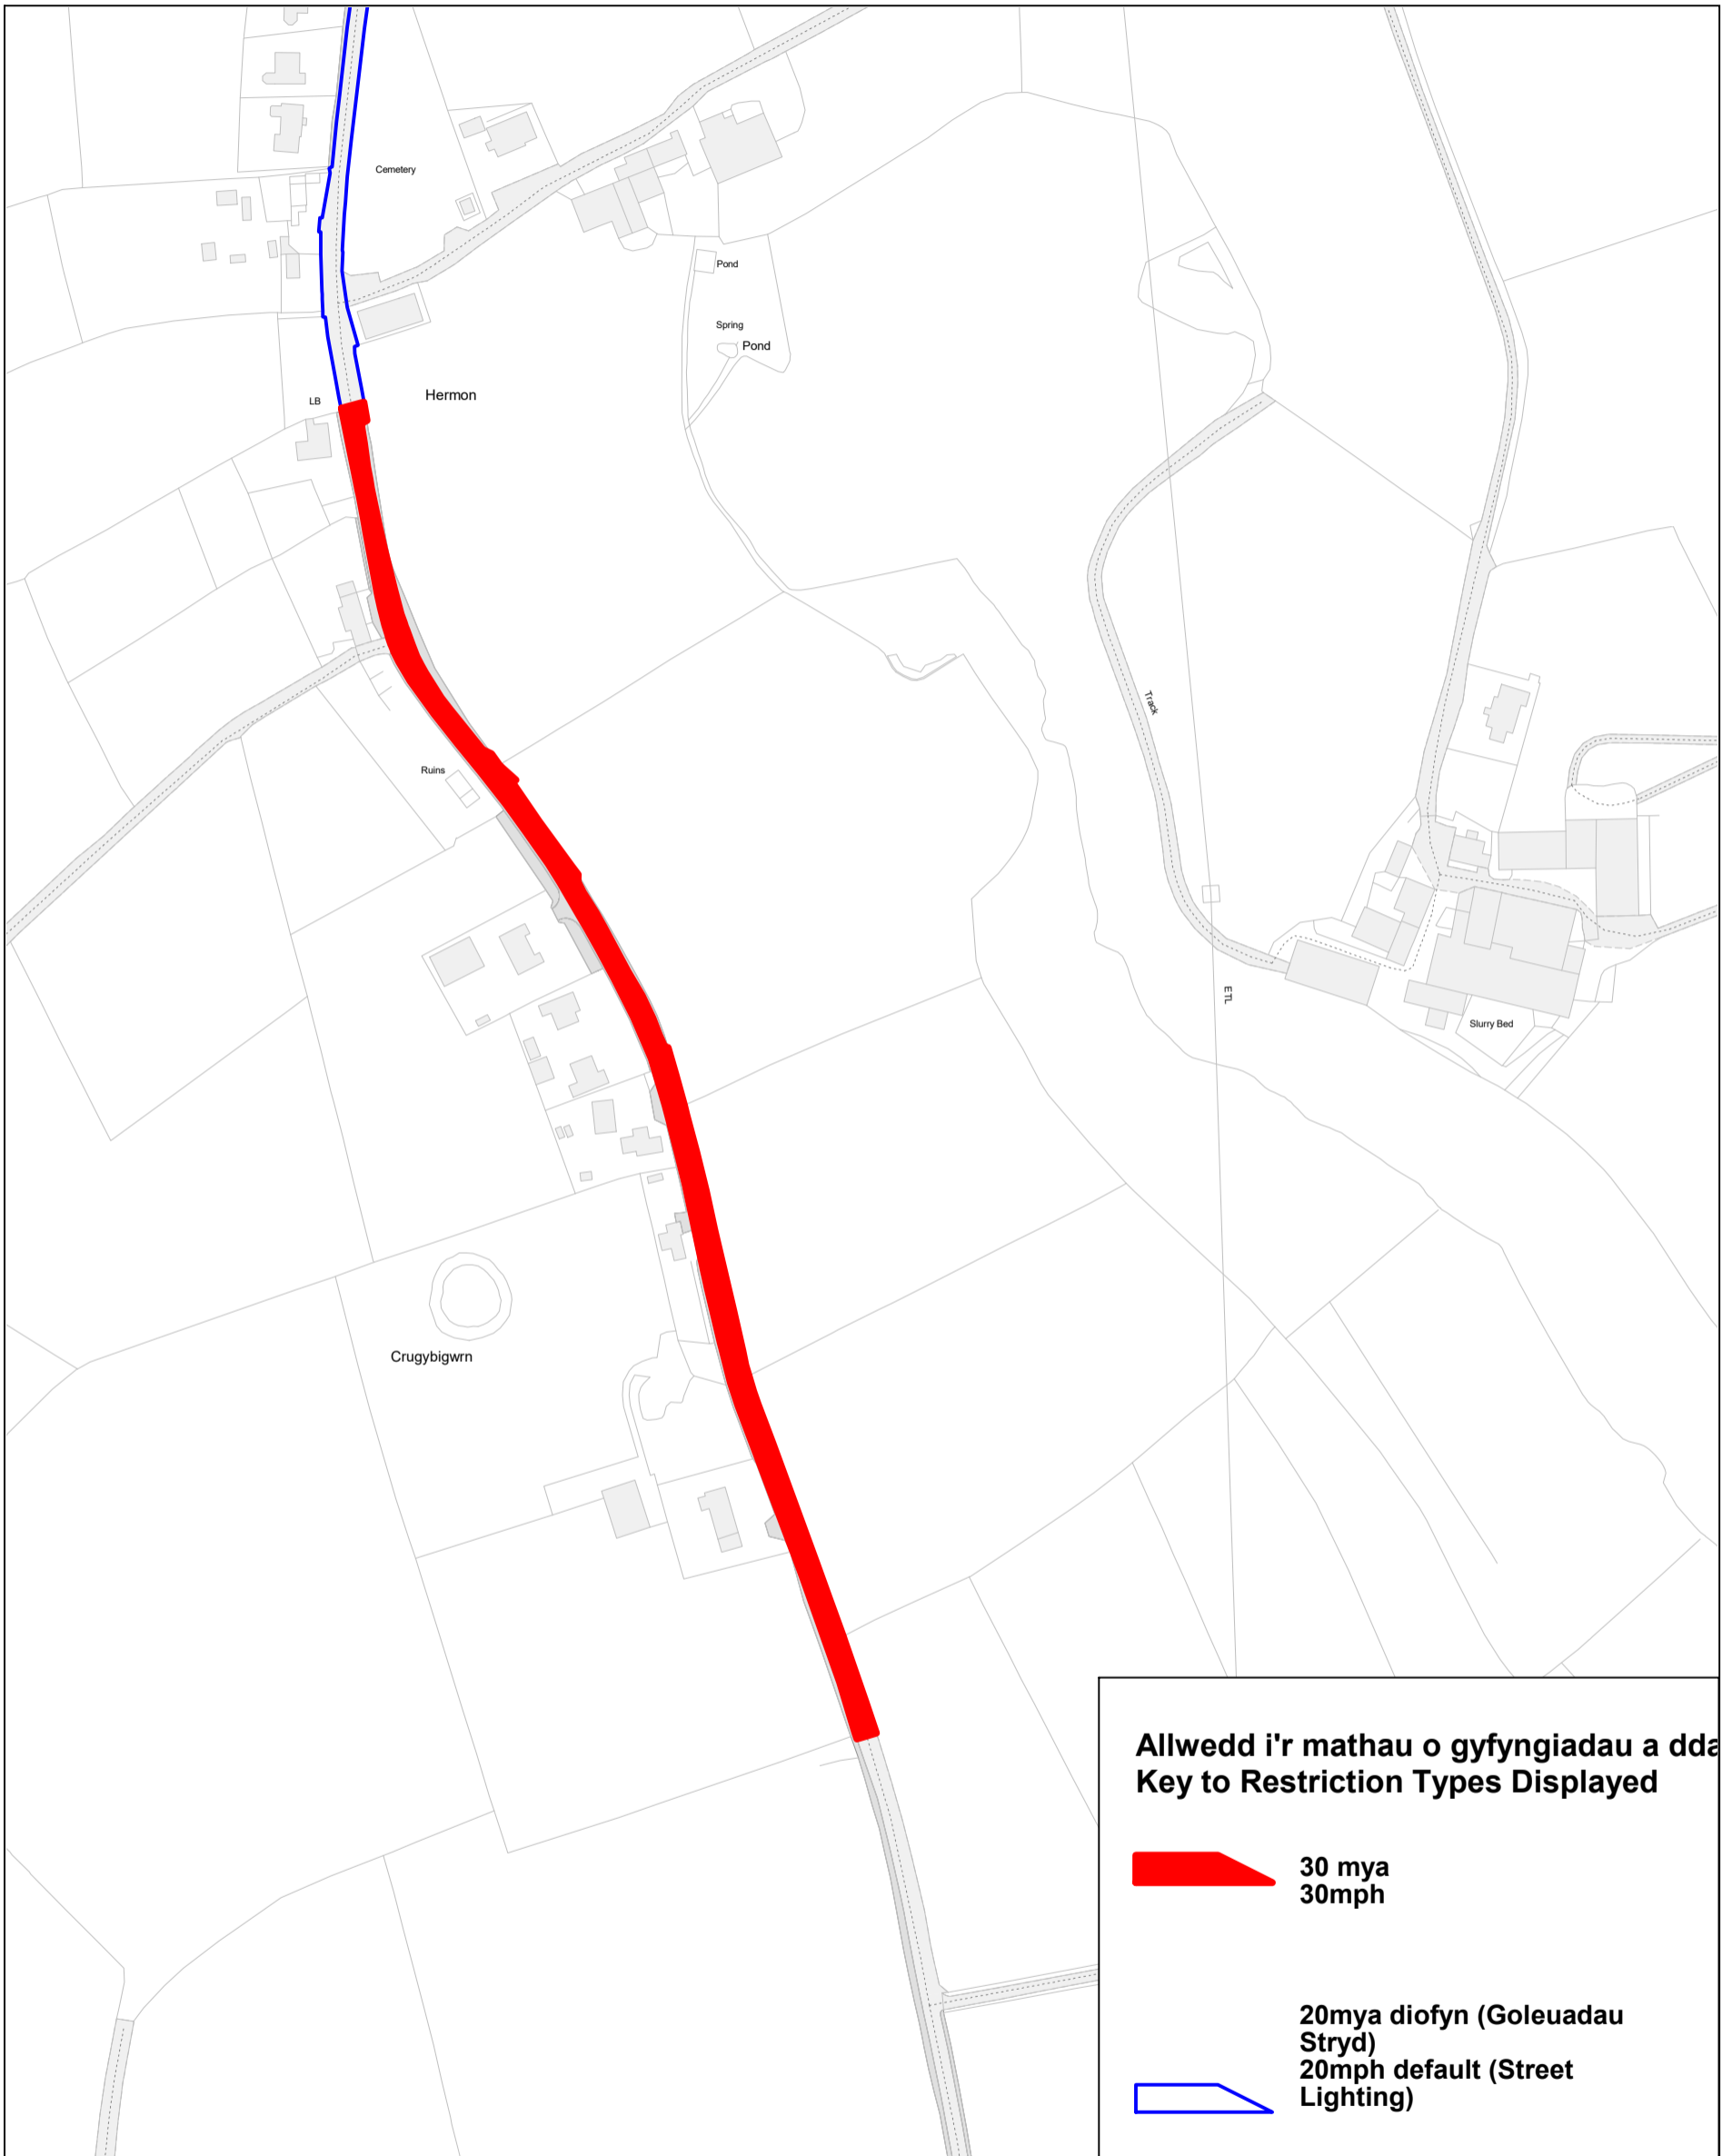 Cemetery
Pond
Spring
Pond
Hermon
LB
Track
Ruins
ETL
Slurry Bed
Crugybigwrn
Allwedd i'r mathau o gyfyngiadau a dda
Key to Restriction Types Displayed
30 mya
30mph
20mya diofyn (Goleuadau
Stryd)
20mph default (Street
Lighting)